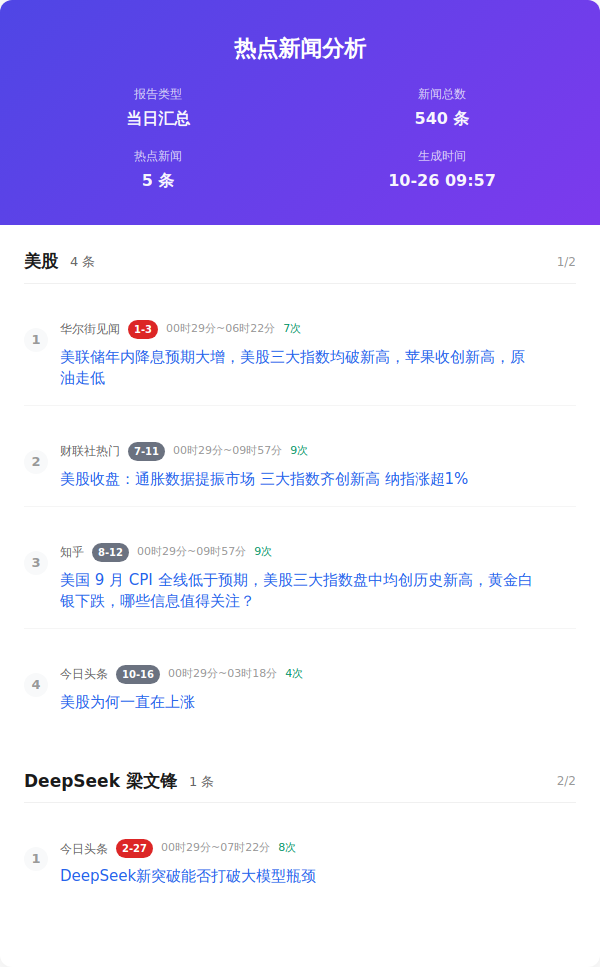 热点新闻分析
报告类型
新闻总数
当日汇总
540 条
热点新闻
生成时间
5 条
10-26 09:57
美股 4 条 1/2
1
华尔街见闻 1-3 00时29分~06时22分 7次
美联储年内降息预期大增，美股三大指数均破新高，苹果收创新高，原
油走低
2
财联社热门 7-11 00时29分~09时57分 9次
美股收盘：通胀数据提振市场 三大指数齐创新高 纳指涨超1%
3
知乎 8-12 00时29分~09时57分 9次
美国 9 月 CPI 全线低于预期，美股三大指数盘中均创历史新高，黄金白
银下跌，哪些信息值得关注？
4
今日头条 10-16 00时29分~03时18分 4次
美股为何一直在上涨
DeepSeek 梁文锋 1 条 2/2
1
今日头条 2-27 00时29分~07时22分 8次
DeepSeek新突破能否打破大模型瓶颈